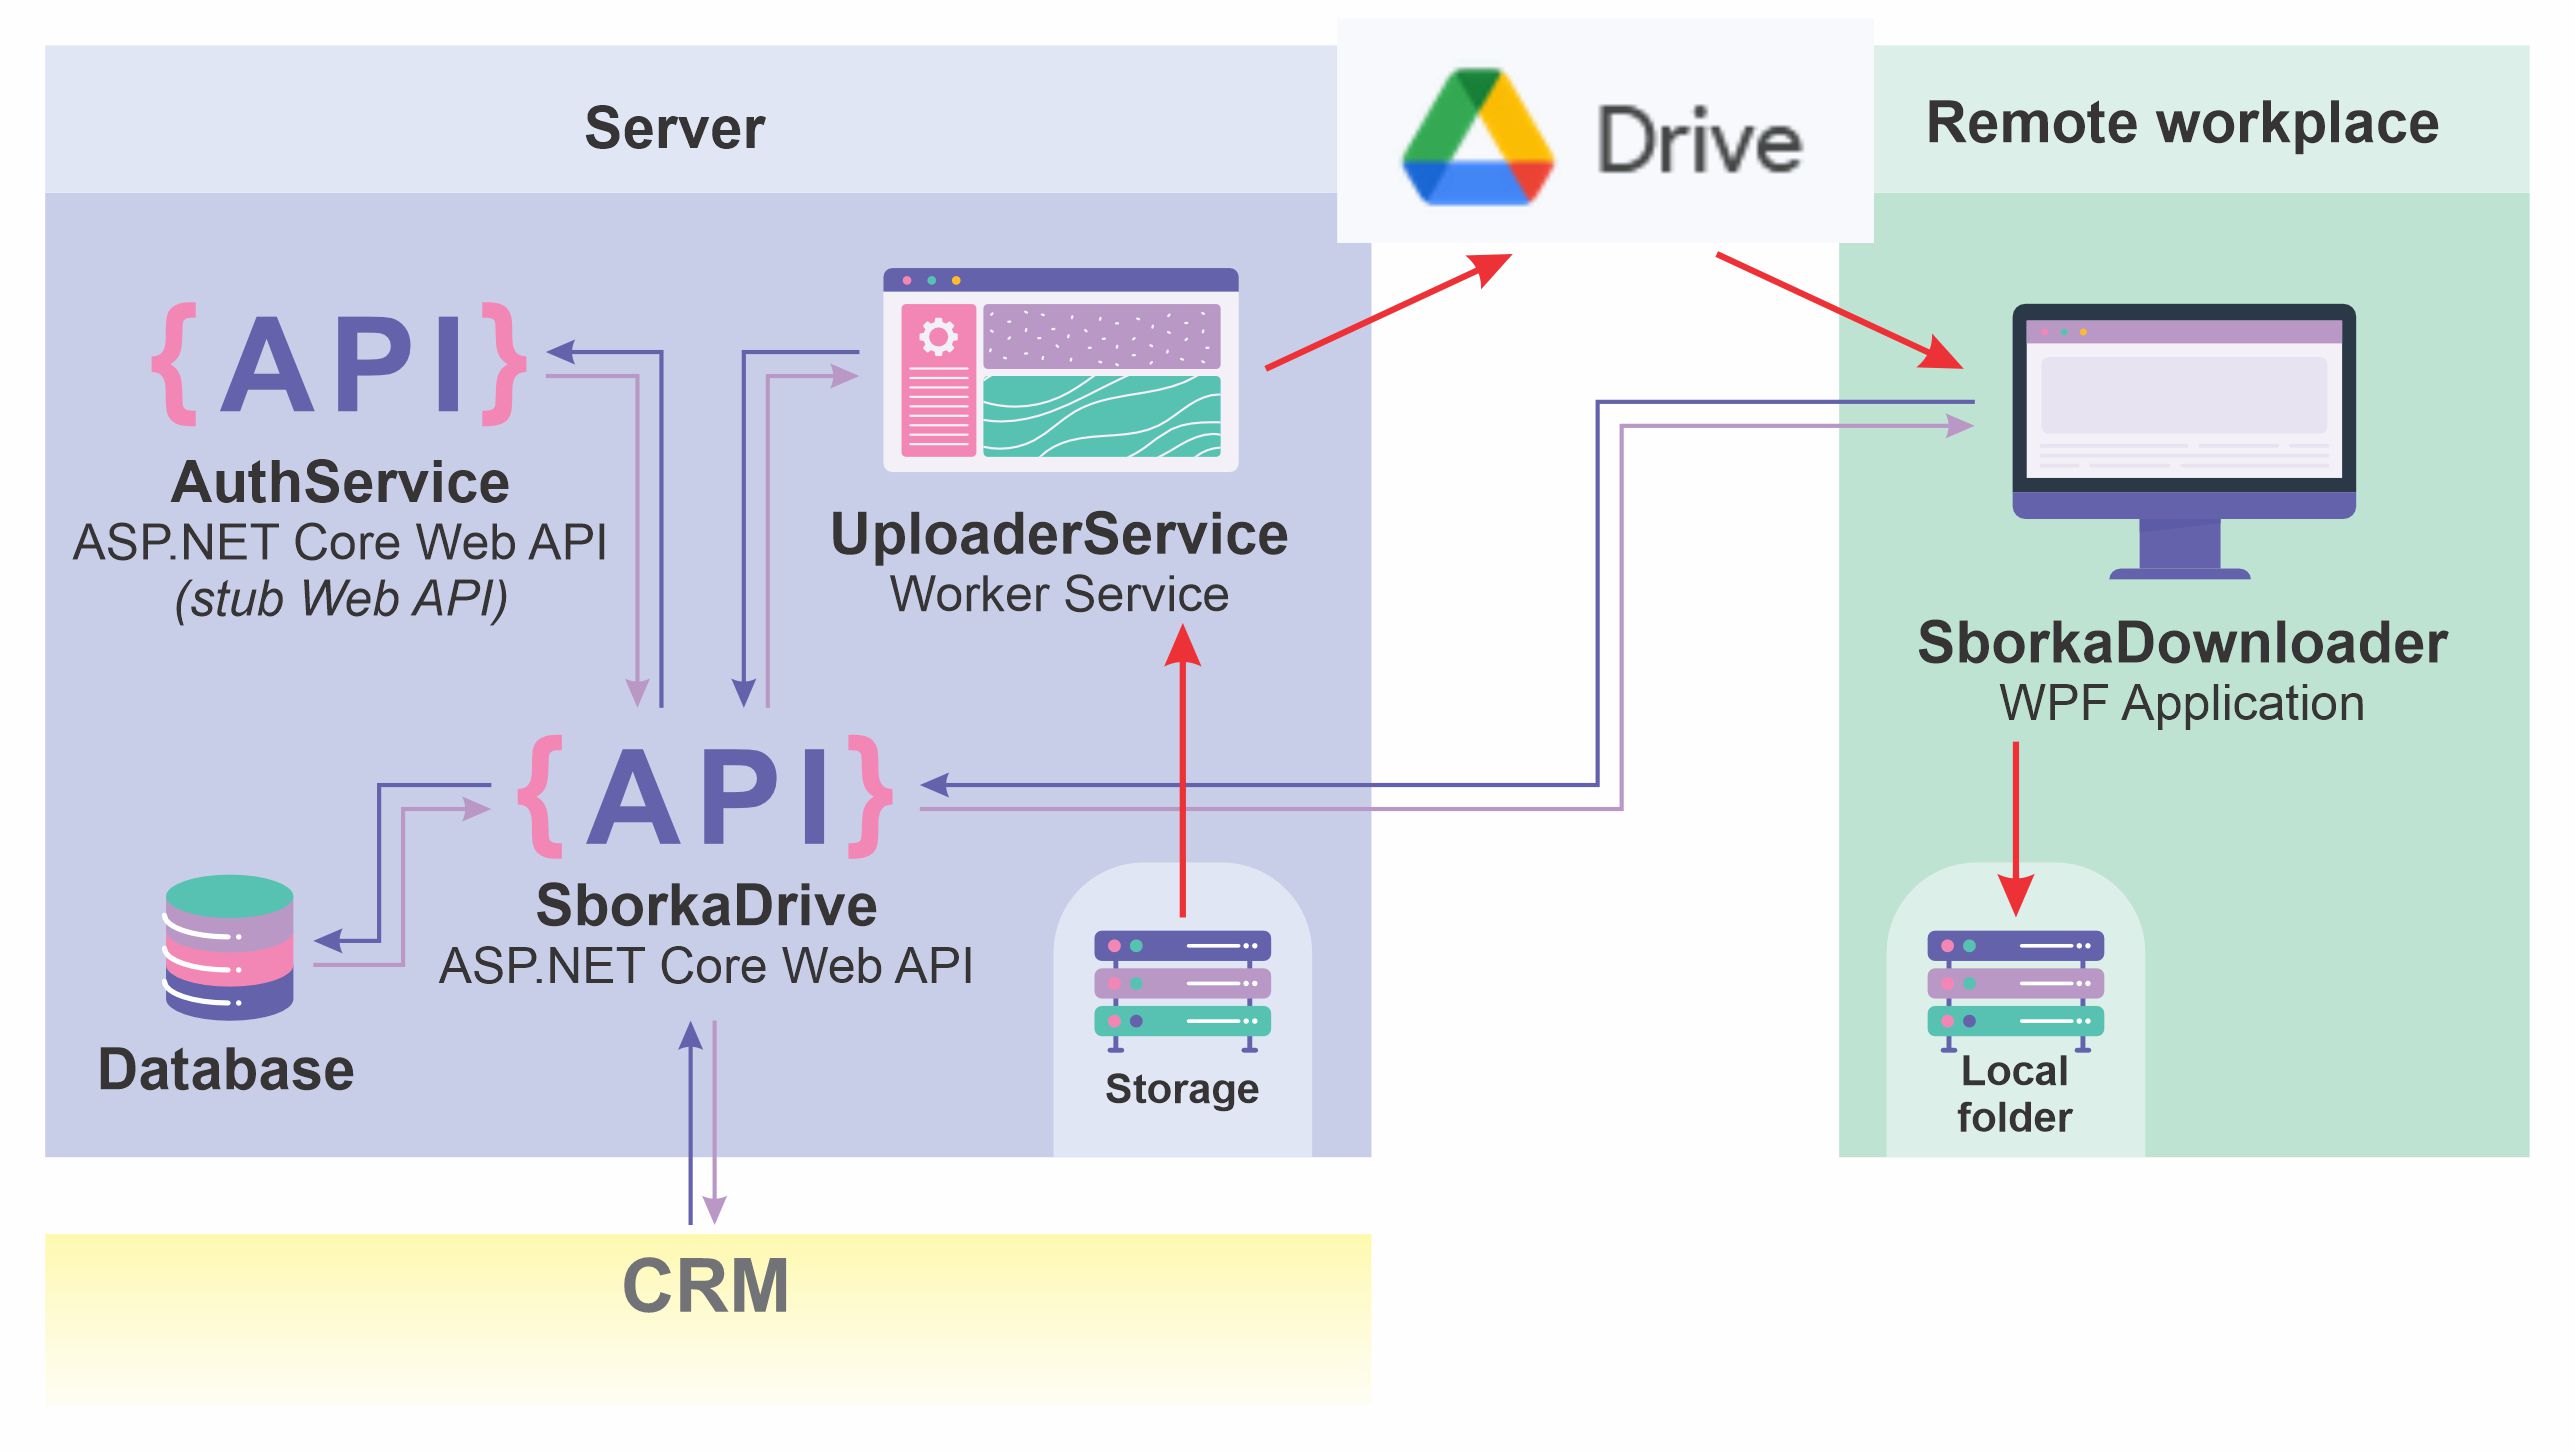 Server
Drive
Remote workplace
{API}
AuthService
ASP.NET Core Web API
(stub Web API)
UploaderService
Worker Service
SborkaDownloader
WPF Application
{API}
SborkaDrive
ASP.NET Core Web API
Database
Storage
Local
folder
CRM